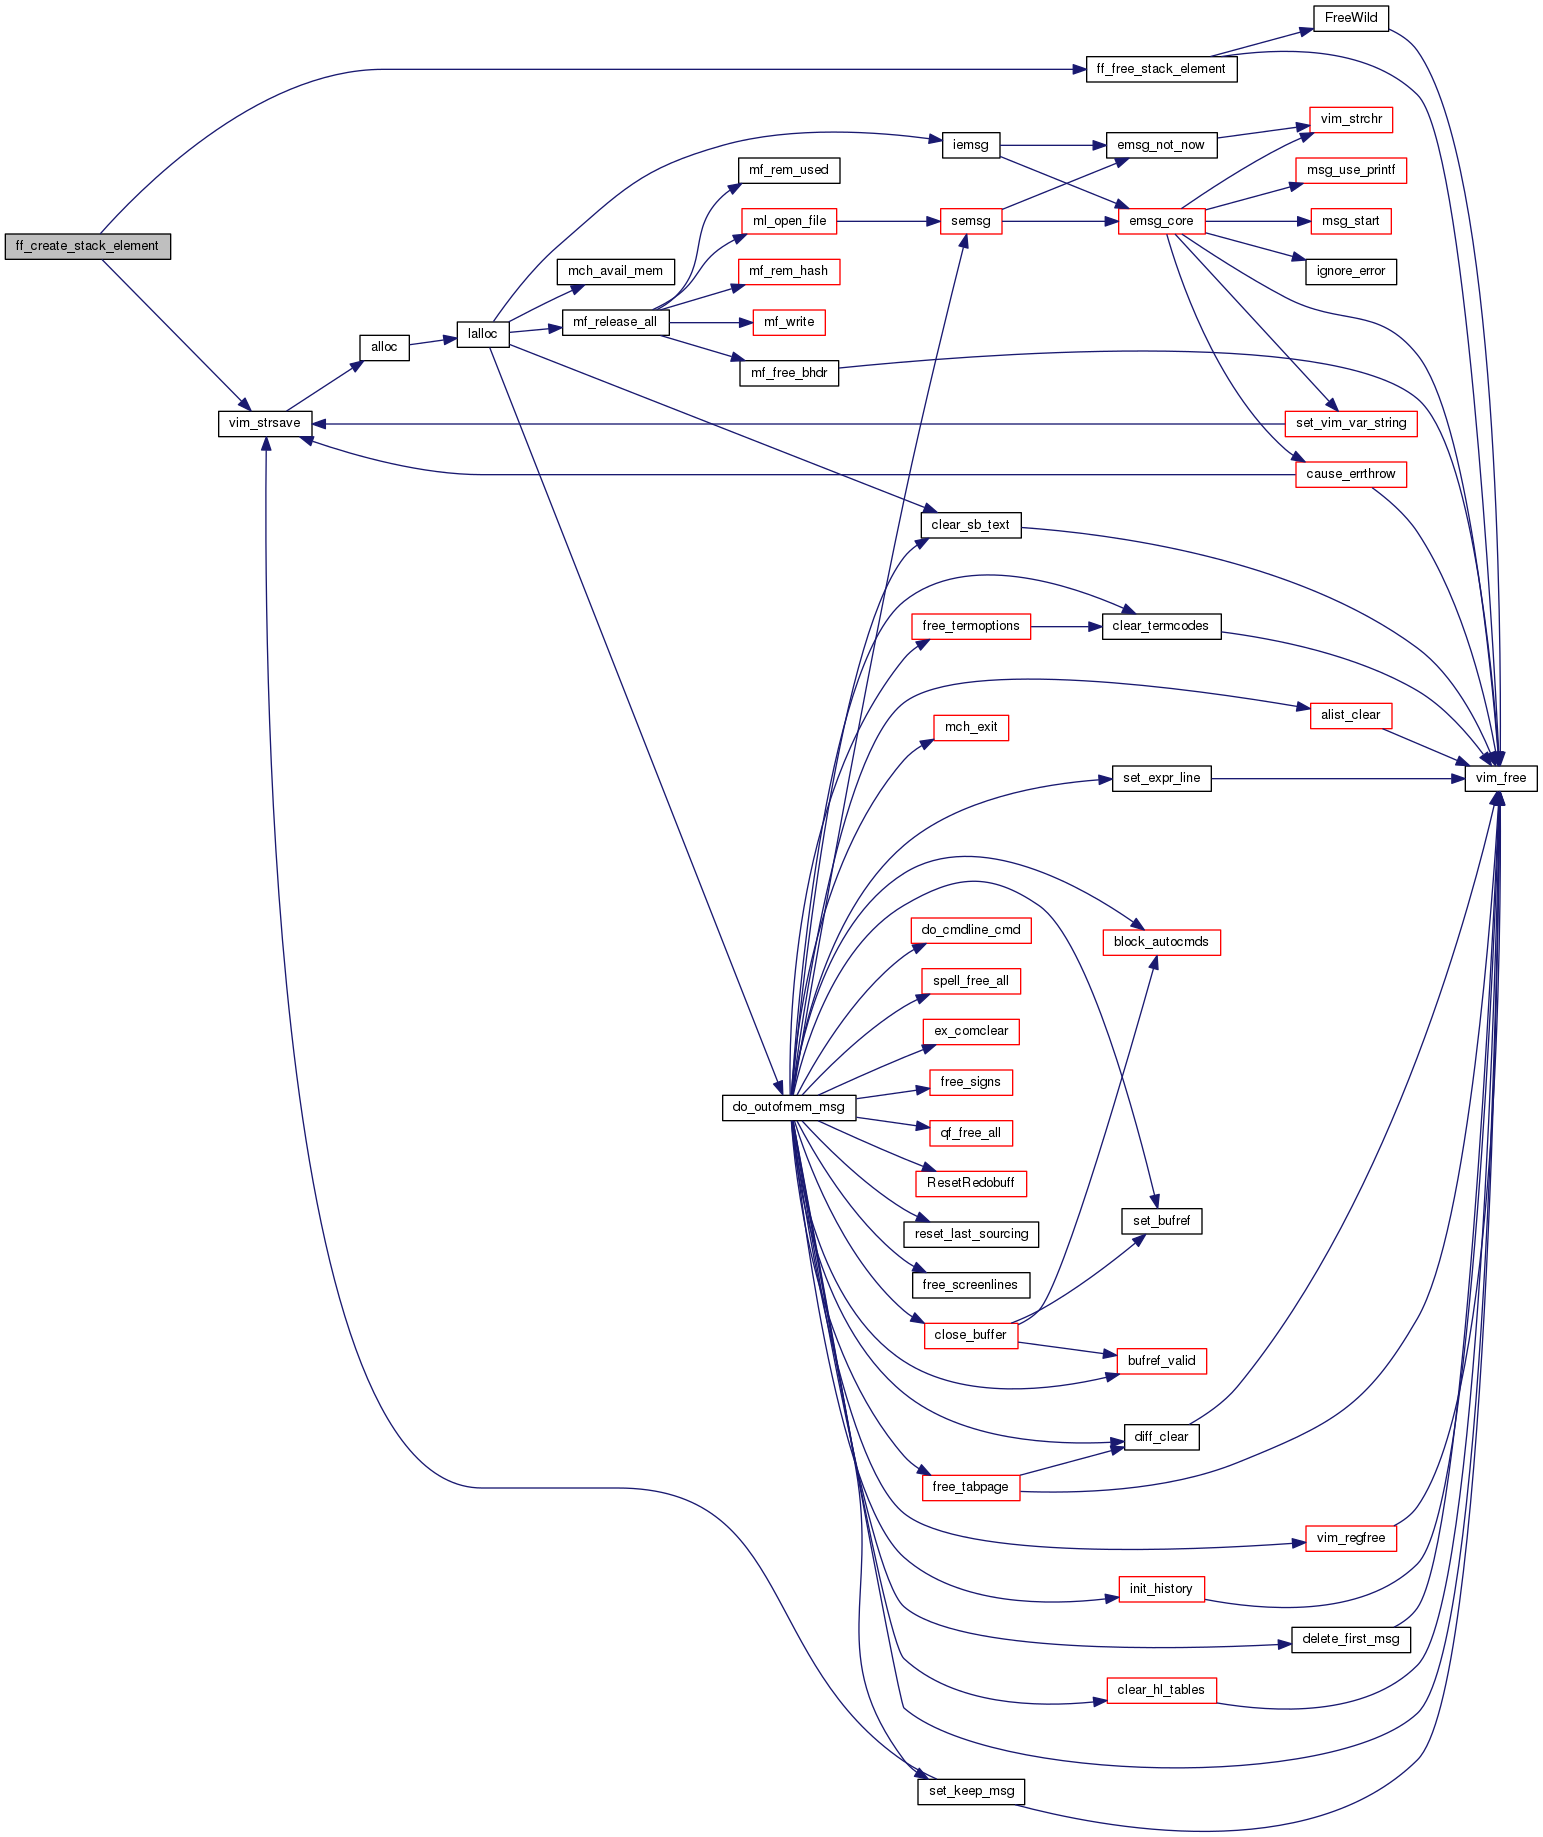 FreeWild
ff_free_stack_element
vim_strchr
iemsg
emsg_not_now
mf_rem_used
msg_use_printf
ml_open_file
semsg
emsg_core
msg_start
ff_create_stack_element
mch_avail_mem
mf_rem_hash
ignore_error
mf_release_all
mf_write
lalloc
alloc
mf_free_bhdr
vim_strsave
set_vim_var_string
cause_errthrow
clear_sb_text
free_termoptions
clear_termcodes
alist_clear
mch_exit
set_expr_line
vim_free
do_cmdline_cmd
block_autocmds
spell_free_all
ex_comclear
free_signs
do_outofmem_msg
qf_free_all
ResetRedobuff
set_bufref
reset_last_sourcing
free_screenlines
close_buffer
bufref_valid
diff_clear
free_tabpage
vim_regfree
init_history
delete_first_msg
clear_hl_tables
set_keep_msg